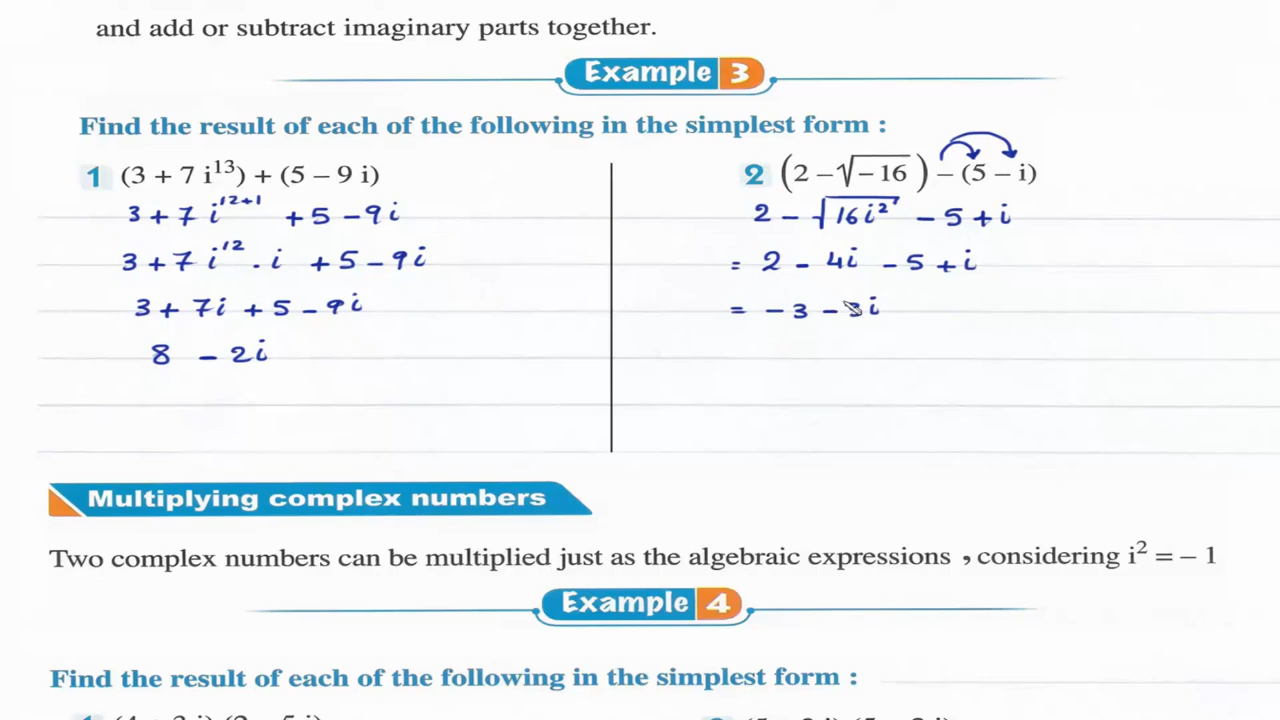 and add or subtract imaginary parts together.
Example 3
Find the result of each of the following in the simplest form :
1 (3 + 7 i¹³) + (5 – 9 i)
3 + 7 i¹²⁺¹ + 5 – 9i
3 + 7 i¹² . i + 5 – 9i
3 + 7i + 5 – 9i
8 – 2i
2 (2 – √– 16) – (5 – i)
2 – √16i² – 5 + i
= 2 – 4i – 5 + i
= – 3 – 3i
Multiplying complex numbers
Two complex numbers can be multiplied just as the algebraic expressions , considering i² = – 1
Example 4
Find the result of each of the following in the simplest form :